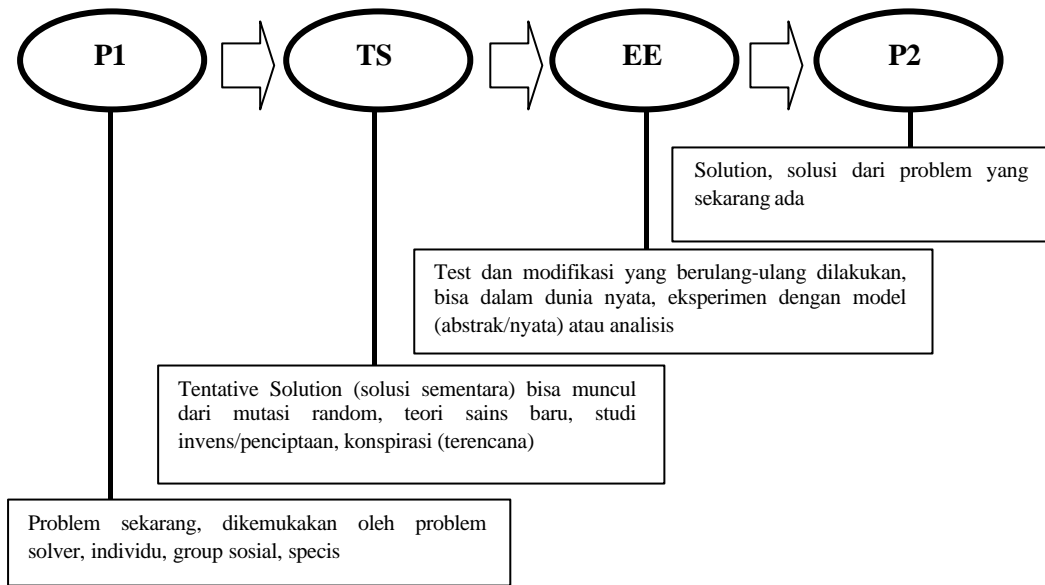 P1
TS
EE
P2
Solution, solusi dari problem yang
sekarang ada
Test dan modifikasi yang berulang-ulang dilakukan,
bisa dalam dunia nyata, eksperimen dengan model
(abstrak/nyata) atau analisis
Tentative Solution (solusi sementara) bisa muncul
dari mutasi random, teori sains baru, studi
invens/penciptaan, konspirasi (terencana)
Problem sekarang, dikemukakan oleh problem
solver, individu, group sosial, specis